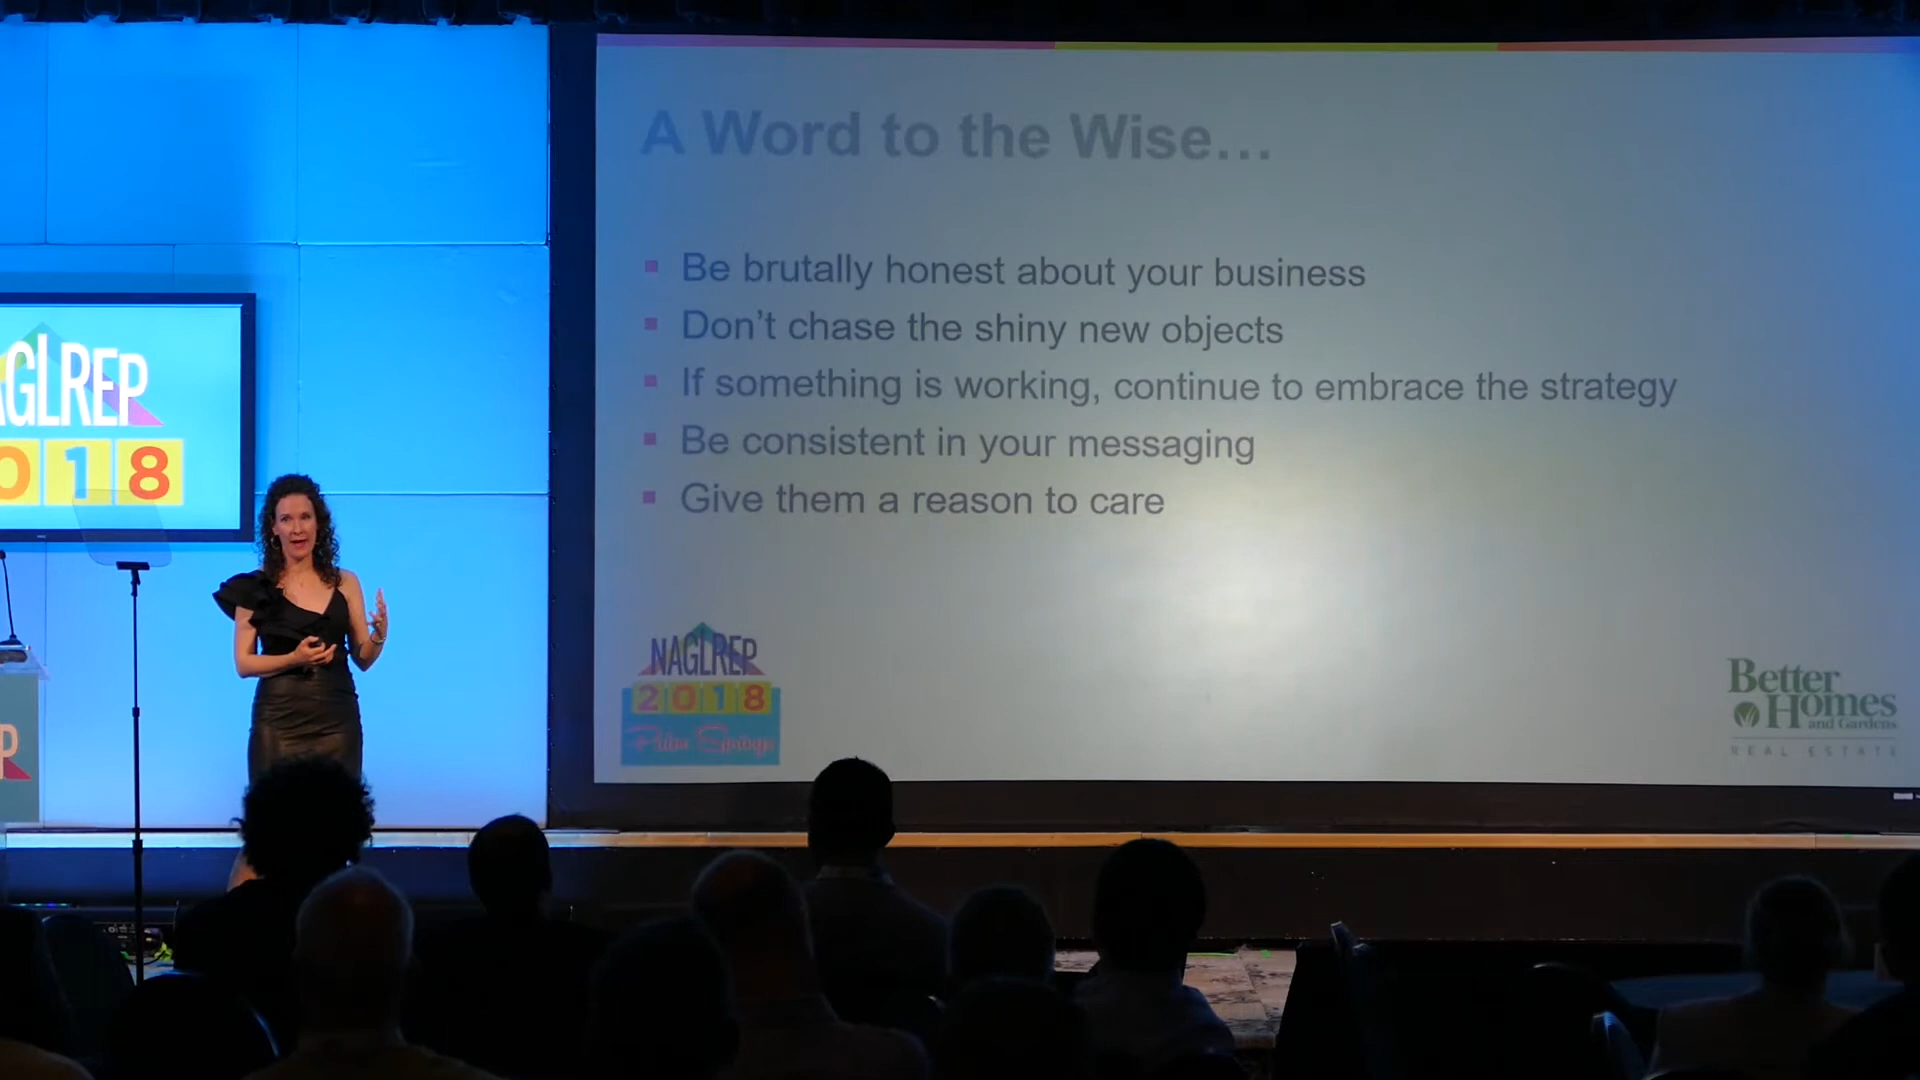 A Word to the Wise...
▪ Be brutally honest about your business
▪ Don't chase the shiny new objects
▪ If something is working, continue to embrace the strategy
▪ Be consistent in your messaging
▪ Give them a reason to care
NAGLREP
2018
Palm Springs
Better
Homes
and Gardens
REAL ESTATE
GLREP
018
P